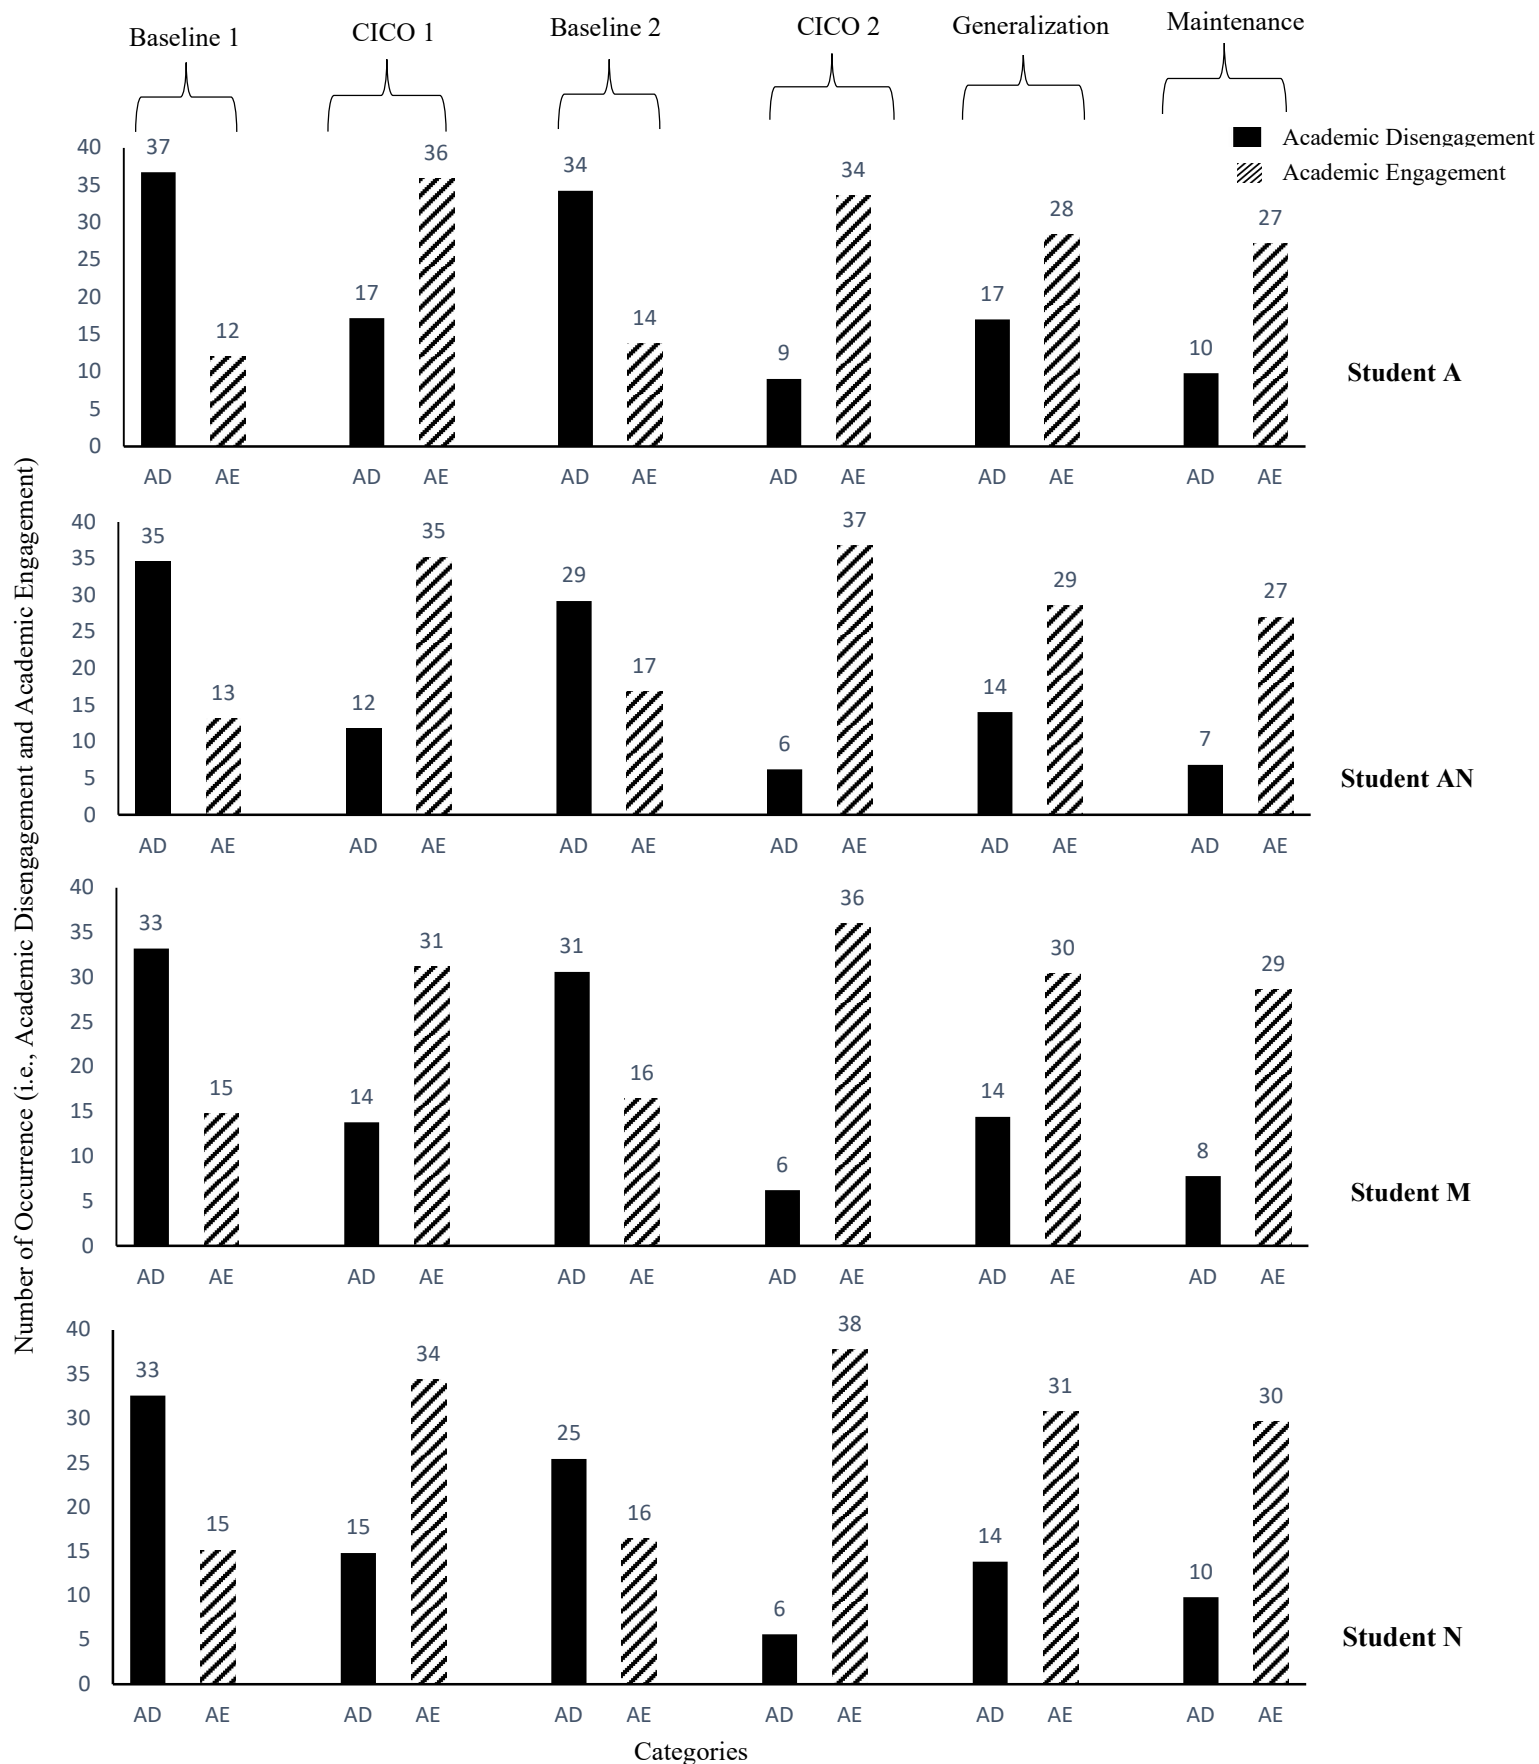 Baseline 1 CICO 1 Baseline 2 CICO 2 Generalization Maintenance
Academic Disengagement
Academic Engagement
Number of Occurrence (i.e., Academic Disengagement and Academic Engagement)
40
35
30
25
20
15
10
5
0
37 12 17 36 34 14 9 34 17 28 10 27
AD AE AD AE AD AE AD AE AD AE AD AE
Student A
40
35
30
25
20
15
10
5
0
35 13 12 35 29 17 6 37 14 29 7 27
AD AE AD AE AD AE AD AE AD AE AD AE
Student AN
40
35
30
25
20
15
10
5
0
33 15 14 31 31 16 6 36 14 30 8 29
AD AE AD AE AD AE AD AE AD AE AD AE
Student M
40
35
30
25
20
15
10
5
0
33 15 15 34 25 16 6 38 14 31 10 30
AD AE AD AE AD AE AD AE AD AE AD AE
Student N
Categories